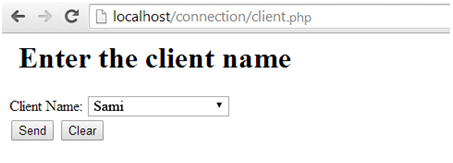 localhost/connection/client.php
Enter the client name
Client Name: Sami
Send Clear